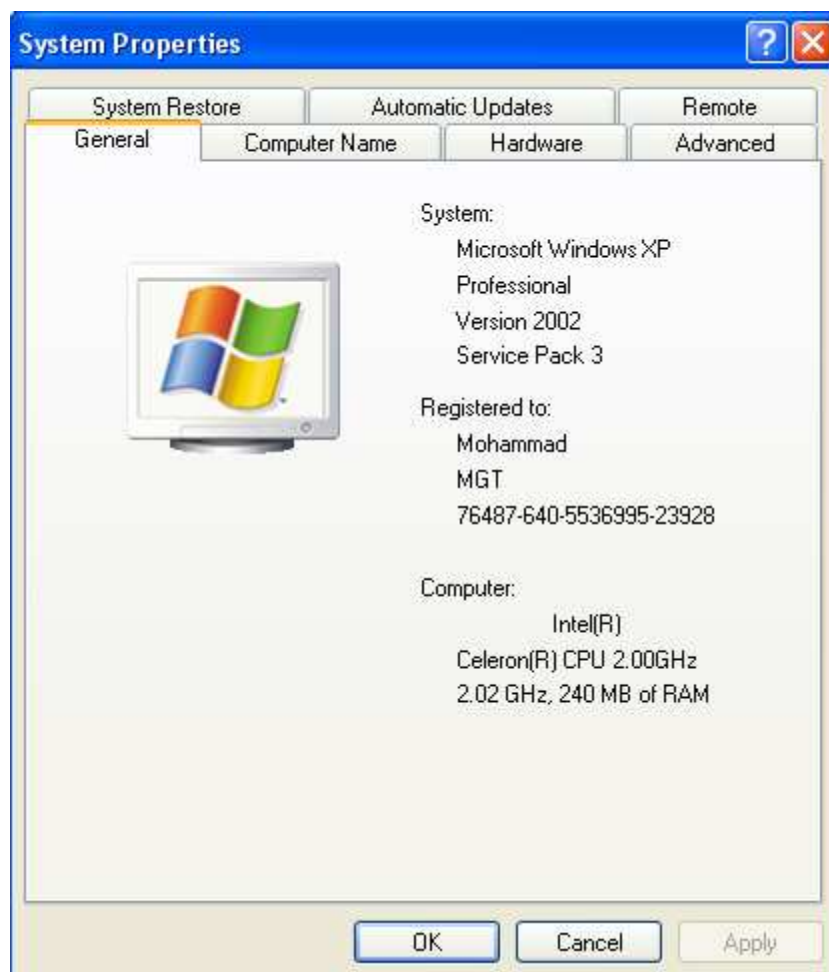 System Properties
System Restore Automatic Updates Remote
General Computer Name Hardware Advanced
System:
Microsoft Windows XP
Professional
Version 2002
Service Pack 3
Registered to:
Mohammad
MGT
76487-640-5536995-23928
Computer:
Intel(R)
Celeron(R) CPU 2.00GHz
2.02 GHz, 240 MB of RAM
OK Cancel Apply